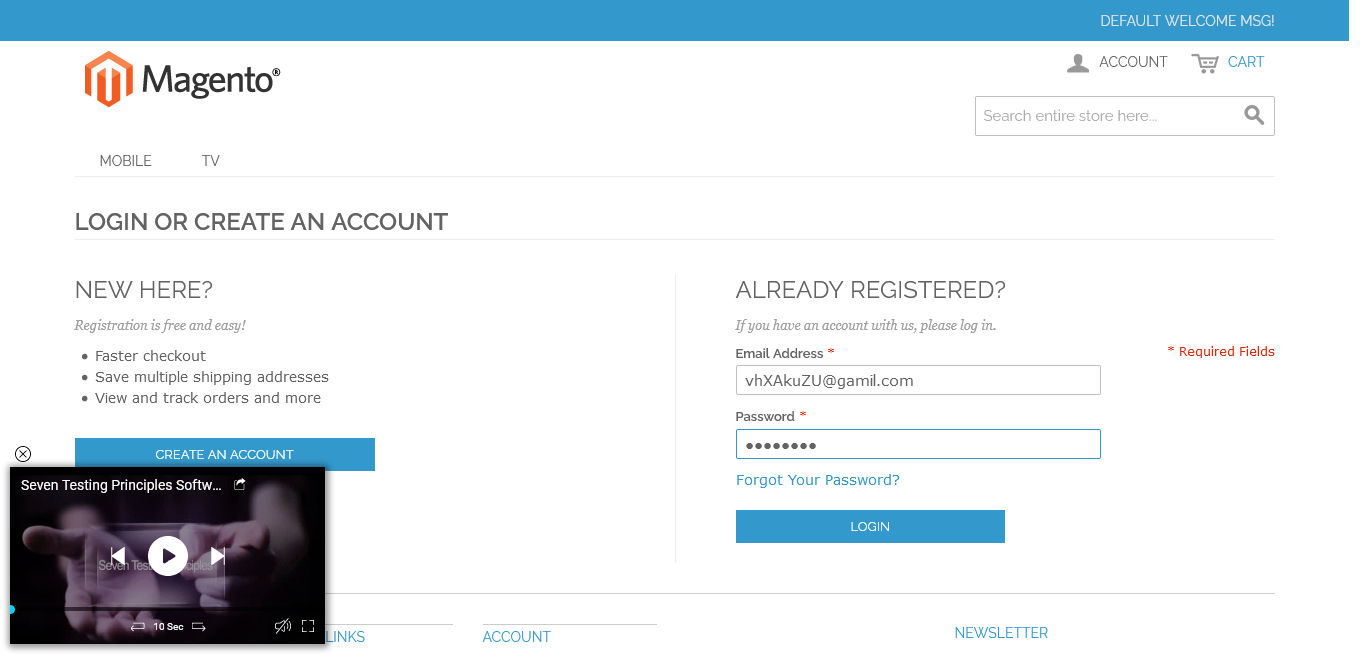 DEFAULT WELCOME MSG!
Magento®
ACCOUNT
CART
Search entire store here...
MOBILE
TV
LOGIN OR CREATE AN ACCOUNT
NEW HERE?
Registration is free and easy!
• Faster checkout
• Save multiple shipping addresses
• View and track orders and more
CREATE AN ACCOUNT
ALREADY REGISTERED?
If you have an account with us, please log in.
* Required Fields
Email Address *
vhXAkuZU@gamil.com
Password *
••••••••
Forgot Your Password?
LOGIN
Seven Testing Principles Softw...
10 Sec
LINKS
ACCOUNT
NEWSLETTER